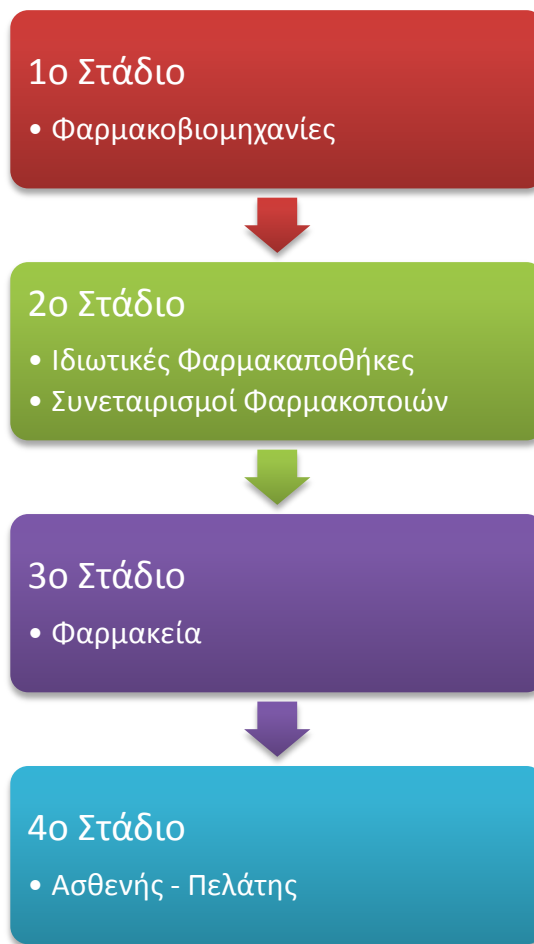 1ο Στάδιο
• Φαρμακοβιομηχανίες
2ο Στάδιο
• Ιδιωτικές Φαρμακαποθήκες
• Συνεταιρισμοί Φαρμακοποιών
3ο Στάδιο
• Φαρμακεία
4ο Στάδιο
• Ασθενής - Πελάτης